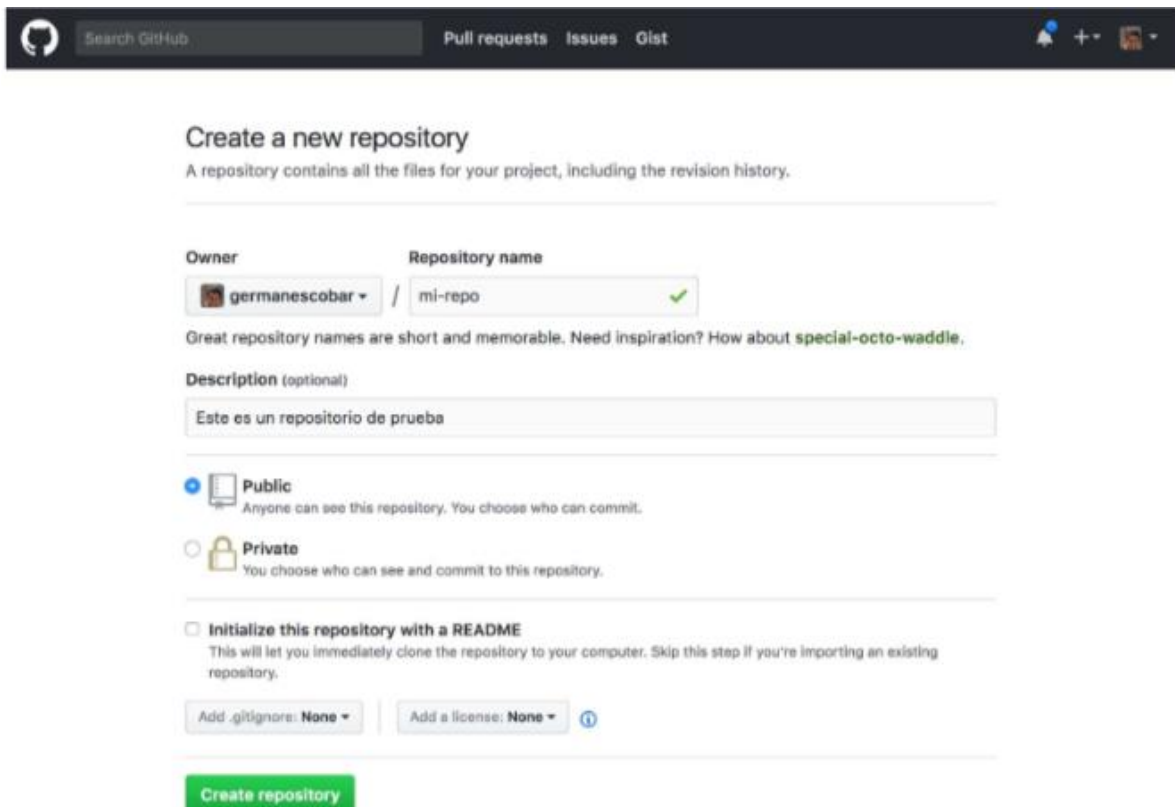 Search GitHub Pull requests Issues Gist
Create a new repository
A repository contains all the files for your project, including the revision history.
Owner Repository name
germanescobar / mi-repo
Great repository names are short and memorable. Need inspiration? How about special-octo-waddle.
Description (optional)
Este es un repositorio de prueba
Public
Anyone can see this repository. You choose who can commit.
Private
You choose who can see and commit to this repository.
Initialize this repository with a README
This will let you immediately clone the repository to your computer. Skip this step if you're importing an existing
repository.
Add .gitignore: None Add a license: None
Create repository